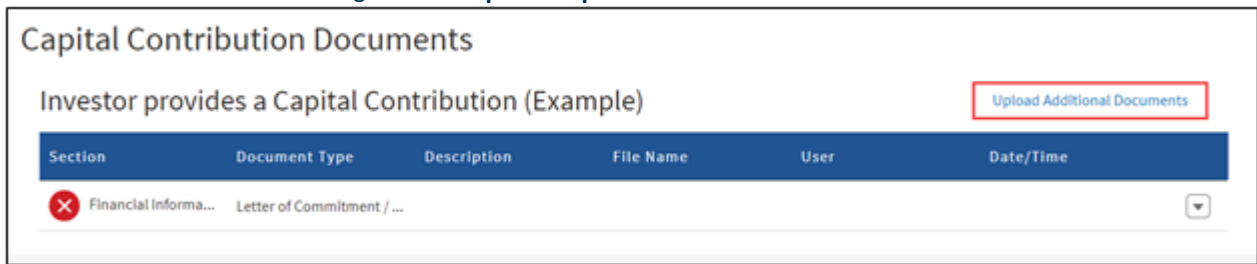 Capital Contribution Documents
Investor provides a Capital Contribution (Example)
Upload Additional Documents
Section Document Type Description File Name User Date/Time
Financial Informa... Letter of Commitment / ...